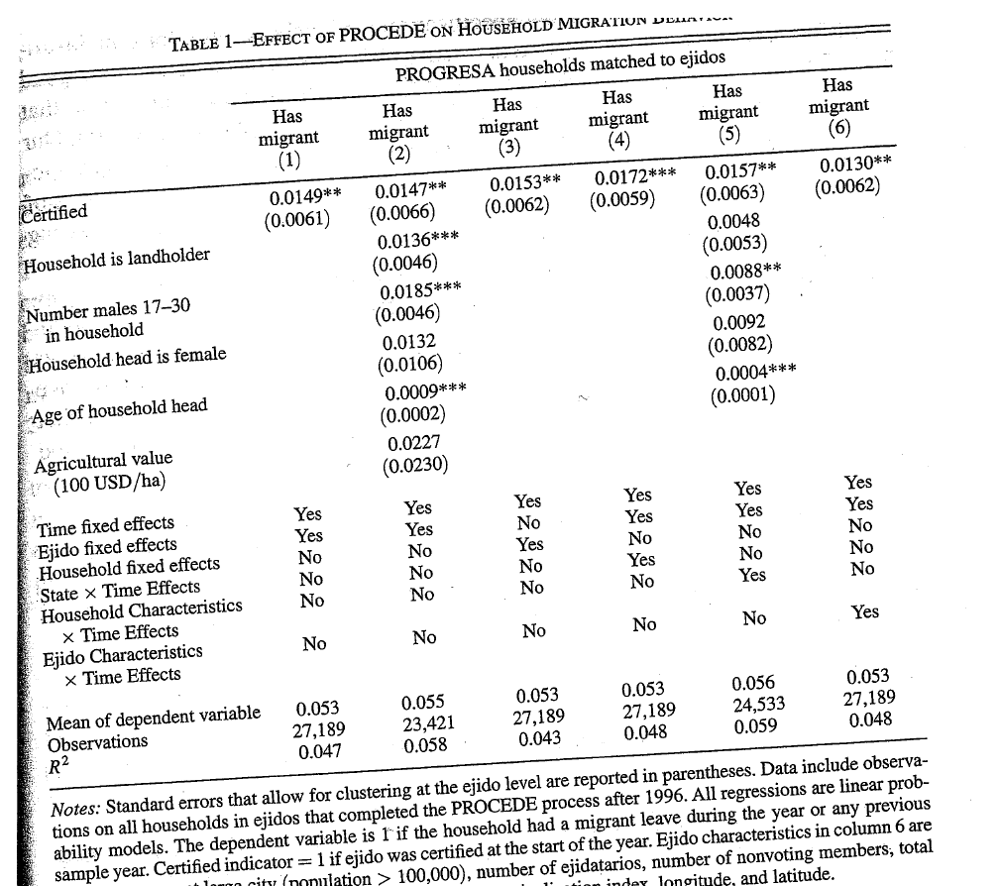 TABLE 1—EFFECT OF PROCEDE ON HOUSEHOLD MIGRATION
PROGRESA households matched to ejidos
Has migrant (1) Has migrant (2) Has migrant (3) Has migrant (4) Has migrant (5) Has migrant (6)
Certified 0.0149** 0.0147** 0.0153** 0.0172*** 0.0157** 0.0130**
(0.0061) (0.0066) (0.0062) (0.0059) (0.0063) (0.0062)
Household is landholder 0.0136*** 0.0048
(0.0046) (0.0053)
Number males 17–30 0.0185*** 0.0088**
in household (0.0046) (0.0037)
Household head is female 0.0132 0.0092
(0.0106) (0.0082)
Age of household head 0.0009*** 0.0004***
(0.0002) (0.0001)
Agricultural value 0.0227
(100 USD/ha) (0.0230)
Time fixed effects Yes Yes Yes Yes Yes Yes
Ejido fixed effects Yes Yes No Yes Yes Yes
Household fixed effects No No Yes No No No
State × Time Effects No No No Yes No No
Household Characteristics No No No No Yes No
× Time Effects
Ejido Characteristics No No No No No Yes
× Time Effects
Mean of dependent variable 0.053 0.055 0.053 0.053 0.056 0.053
Observations 27,189 23,421 27,189 27,189 24,533 27,189
R² 0.047 0.058 0.043 0.048 0.059 0.048
Notes: Standard errors that allow for clustering at the ejido level are reported in parentheses. Data include observa-
tions on all households in ejidos that completed the PROCEDE process after 1996. All regressions are linear prob-
ability models. The dependent variable is 1 if the household had a migrant leave during the year or any previous
sample year. Certified indicator = 1 if ejido was certified at the start of the year. Ejido characteristics in column 6 are
large city (population > 100,000), number of ejidatarios, number of nonvoting members, total
index, longitude, and latitude.